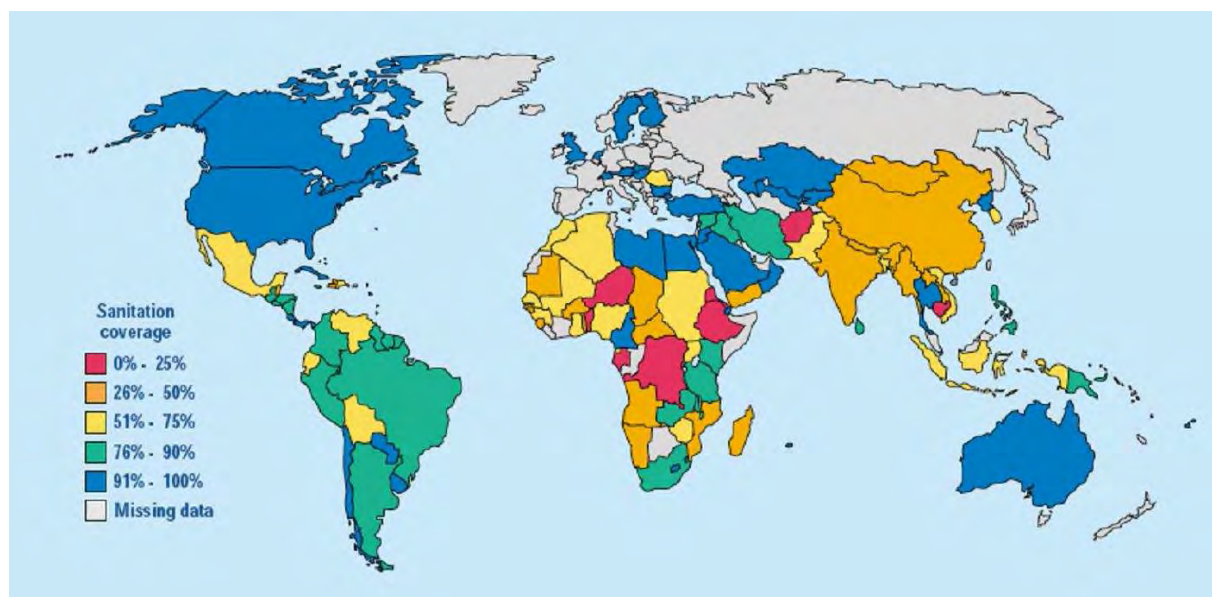 Sanitation
coverage
0% - 25%
26% - 50%
51% - 75%
76% - 90%
91% - 100%
Missing data